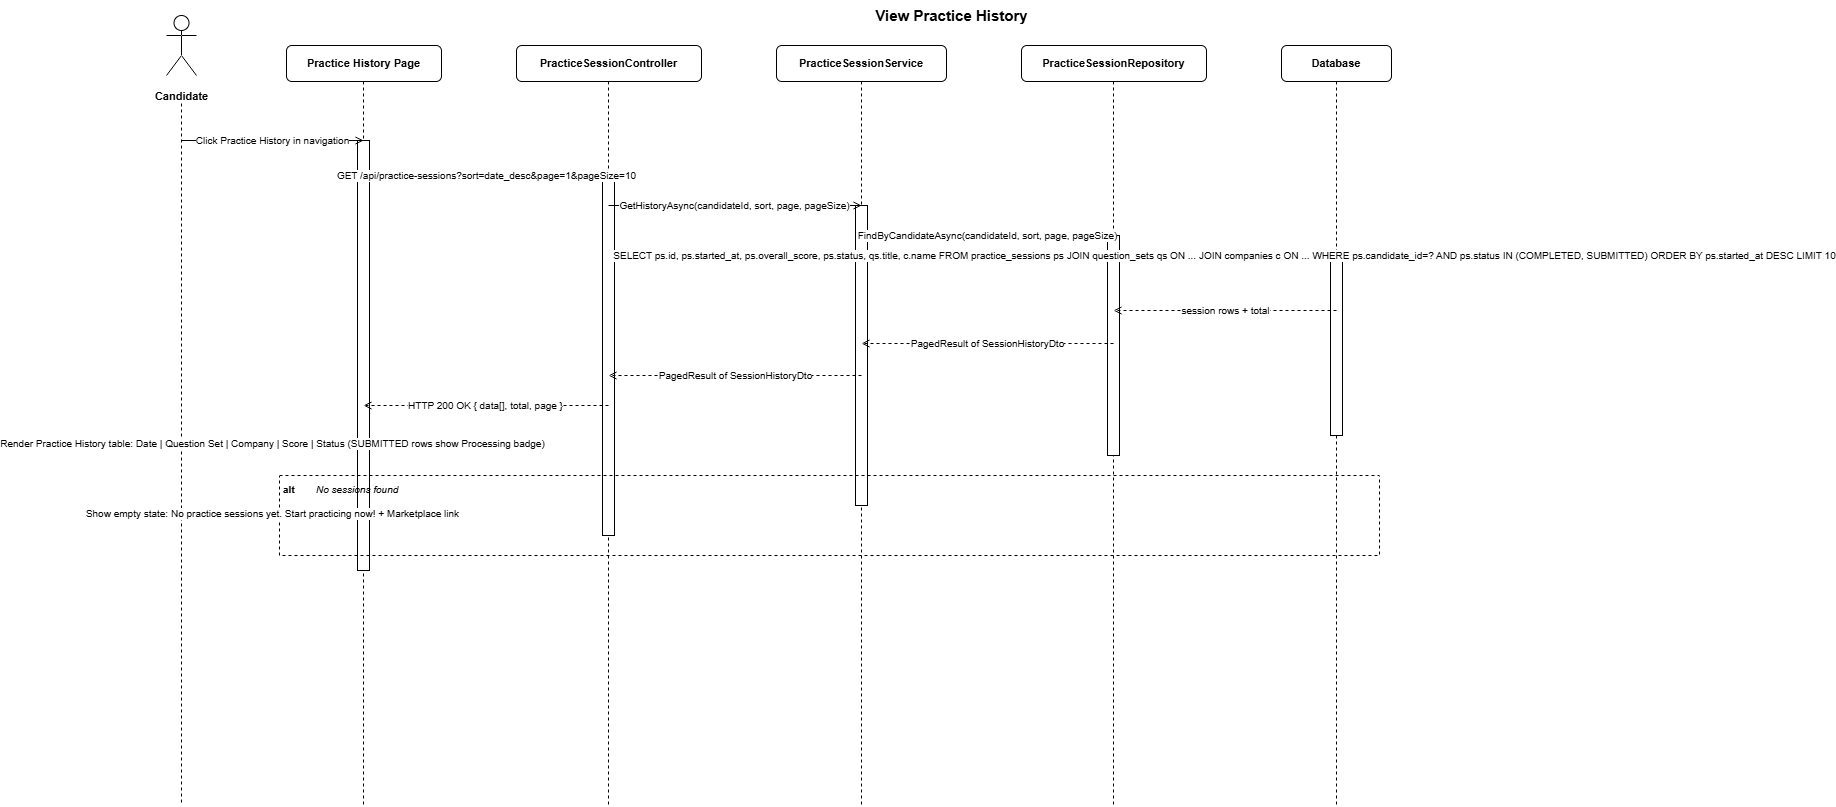 View Practice History
Practice History Page
PracticeSessionController
PracticeSessionService
PracticeSessionRepository
Database
Candidate
Click Practice History in navigation
GET /api/practice-sessions?sort=date_desc&page=1&pageSize=10
GetHistoryAsync(candidateId, sort, page, pageSize)
FindByCandidateAsync(candidateId, sort, page, pageSize)
SELECT ps.id, ps.started_at, ps.overall_score, ps.status, qs.title, c.name FROM practice_sessions ps JOIN question_sets qs ON ... JOIN companies c ON ... WHERE ps.candidate_id=? AND ps.status IN (COMPLETED, SUBMITTED) ORDER BY ps.started_at DESC LIMIT 10
session rows + total
PagedResult of SessionHistoryDto
PagedResult of SessionHistoryDto
HTTP 200 OK { data[], total, page }
Render Practice History table: Date | Question Set | Company | Score | Status (SUBMITTED rows show Processing badge)
alt No sessions found
Show empty state: No practice sessions yet. Start practicing now! + Marketplace link